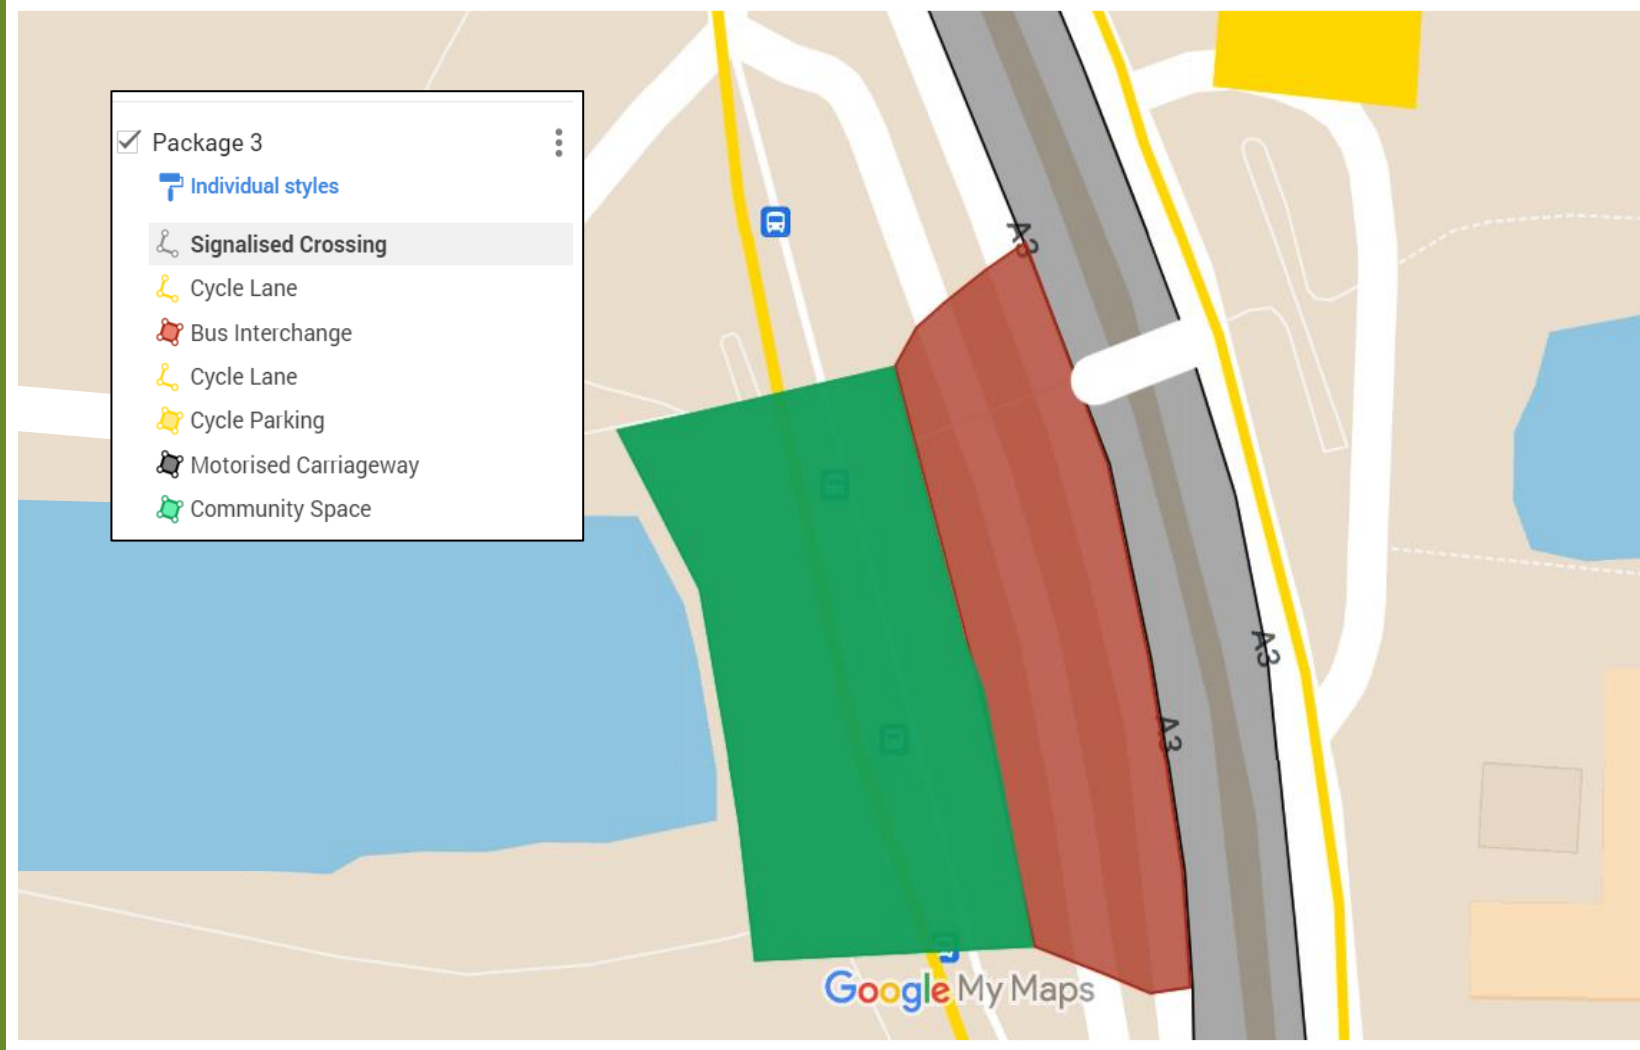 Package 3
Individual styles
Signalised Crossing
Cycle Lane
Bus Interchange
Cycle Lane
Cycle Parking
Motorised Carriageway
Community Space
A3
A3
A3
Google My Maps